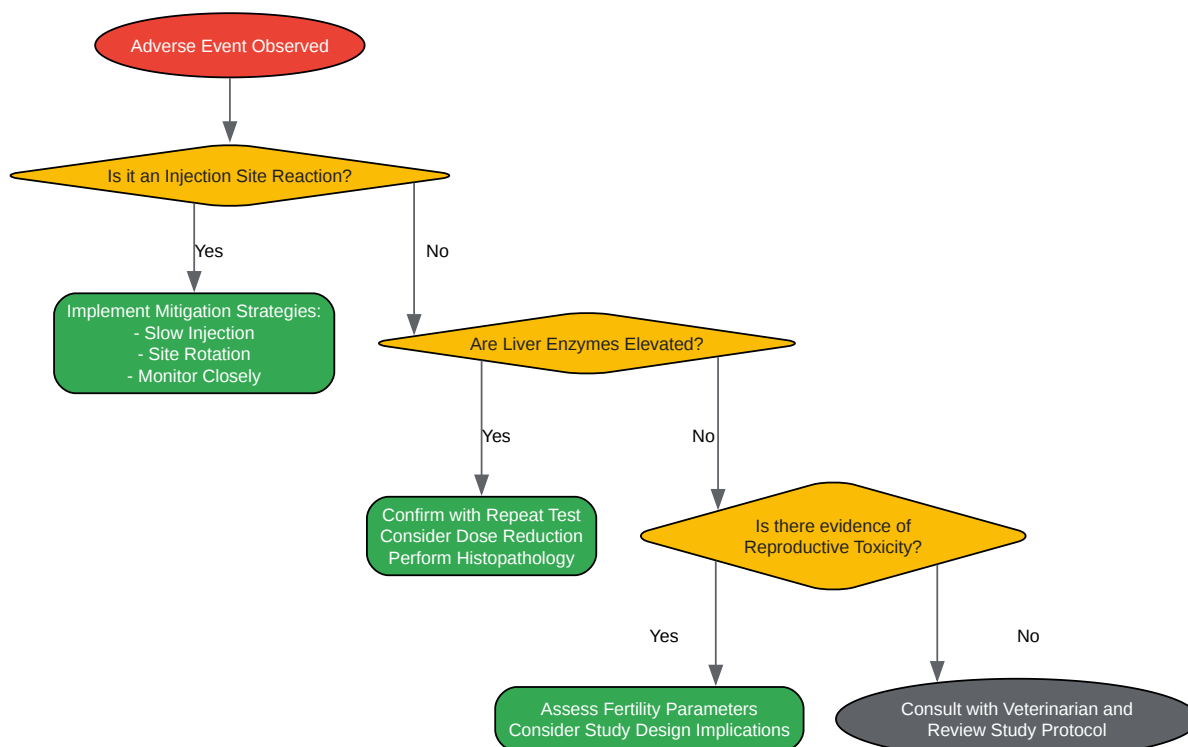 Adverse Event Observed
Is it an Injection Site Reaction?
Yes
No
Implement Mitigation Strategies:
- Slow Injection
- Site Rotation
- Monitor Closely
Are Liver Enzymes Elevated?
Yes
No
Confirm with Repeat Test
Consider Dose Reduction
Perform Histopathology
Is there evidence of
Reproductive Toxicity?
Yes
No
Assess Fertility Parameters
Consider Study Design Implications
Consult with Veterinarian and
Review Study Protocol